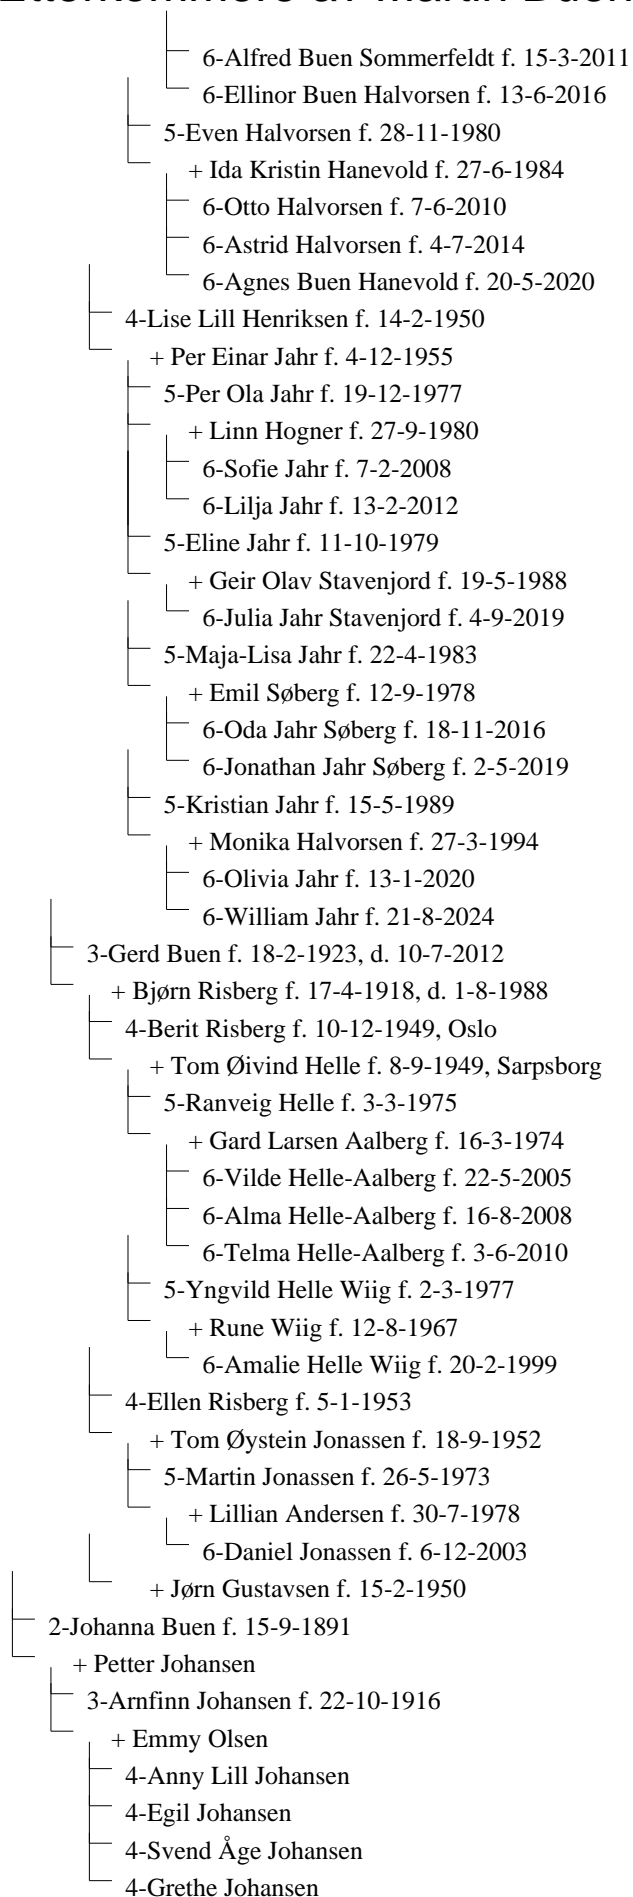 Etterkommere av Martin Buen
6-Alfred Buen Sommerfeldt f. 15-3-2011
6-Ellinor Buen Halvorsen f. 13-6-2016
5-Even Halvorsen f. 28-11-1980
+ Ida Kristin Hanevold f. 27-6-1984
6-Otto Halvorsen f. 7-6-2010
6-Astrid Halvorsen f. 4-7-2014
6-Agnes Buen Hanevold f. 20-5-2020
4-Lise Lill Henriksen f. 14-2-1950
+ Per Einar Jahr f. 4-12-1955
5-Per Ola Jahr f. 19-12-1977
+ Linn Hogner f. 27-9-1980
6-Sofie Jahr f. 7-2-2008
6-Lilja Jahr f. 13-2-2012
5-Eline Jahr f. 11-10-1979
+ Geir Olav Stavenjord f. 19-5-1988
6-Julia Jahr Stavenjord f. 4-9-2019
5-Maja-Lisa Jahr f. 22-4-1983
+ Emil Søberg f. 12-9-1978
6-Oda Jahr Søberg f. 18-11-2016
6-Jonathan Jahr Søberg f. 2-5-2019
5-Kristian Jahr f. 15-5-1989
+ Monika Halvorsen f. 27-3-1994
6-Olivia Jahr f. 13-1-2020
6-William Jahr f. 21-8-2024
3-Gerd Buen f. 18-2-1923, d. 10-7-2012
+ Bjørn Risberg f. 17-4-1918, d. 1-8-1988
4-Berit Risberg f. 10-12-1949, Oslo
+ Tom Øivind Helle f. 8-9-1949, Sarpsborg
5-Ranveig Helle f. 3-3-1975
+ Gard Larsen Aalberg f. 16-3-1974
6-Vilde Helle-Aalberg f. 22-5-2005
6-Alma Helle-Aalberg f. 16-8-2008
6-Telma Helle-Aalberg f. 3-6-2010
5-Yngvild Helle Wiig f. 2-3-1977
+ Rune Wiig f. 12-8-1967
6-Amalie Helle Wiig f. 20-2-1999
4-Ellen Risberg f. 5-1-1953
+ Tom Øystein Jonassen f. 18-9-1952
5-Martin Jonassen f. 26-5-1973
+ Lillian Andersen f. 30-7-1978
6-Daniel Jonassen f. 6-12-2003
+ Jørn Gustavsen f. 15-2-1950
2-Johanna Buen f. 15-9-1891
+ Petter Johansen
3-Arnfinn Johansen f. 22-10-1916
+ Emmy Olsen
4-Anny Lill Johansen
4-Egil Johansen
4-Svend Åge Johansen
4-Grethe Johansen